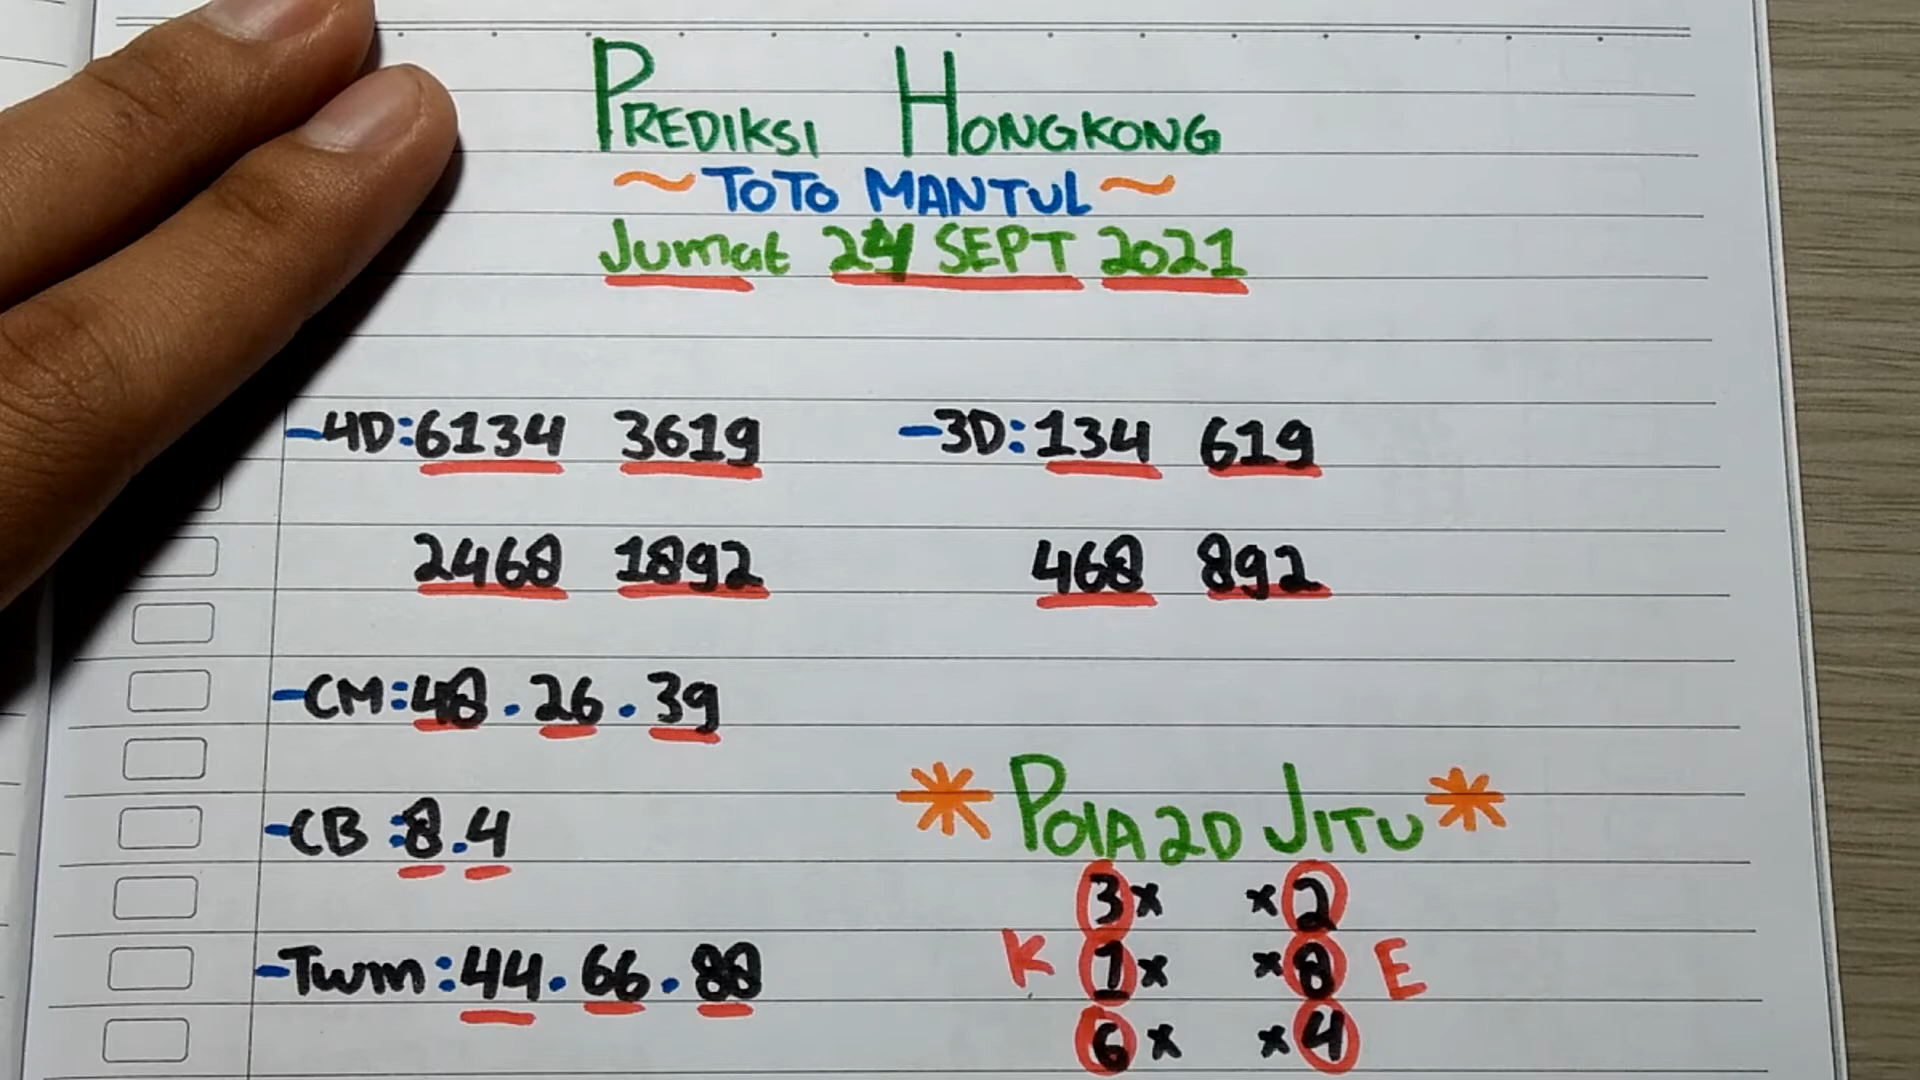 PREDIKSI HONGKONG
~TOTO MANTUL~
Jumat 24 SEPT 2021
-4D:6134 3619
2468 1892
-3D:134 619
468 892
-CM:48.26.39
-CB:8.4
-Twm:44.66.88
* POlA 2D JITU *
3x x2
K 1x x8 E
6x x4